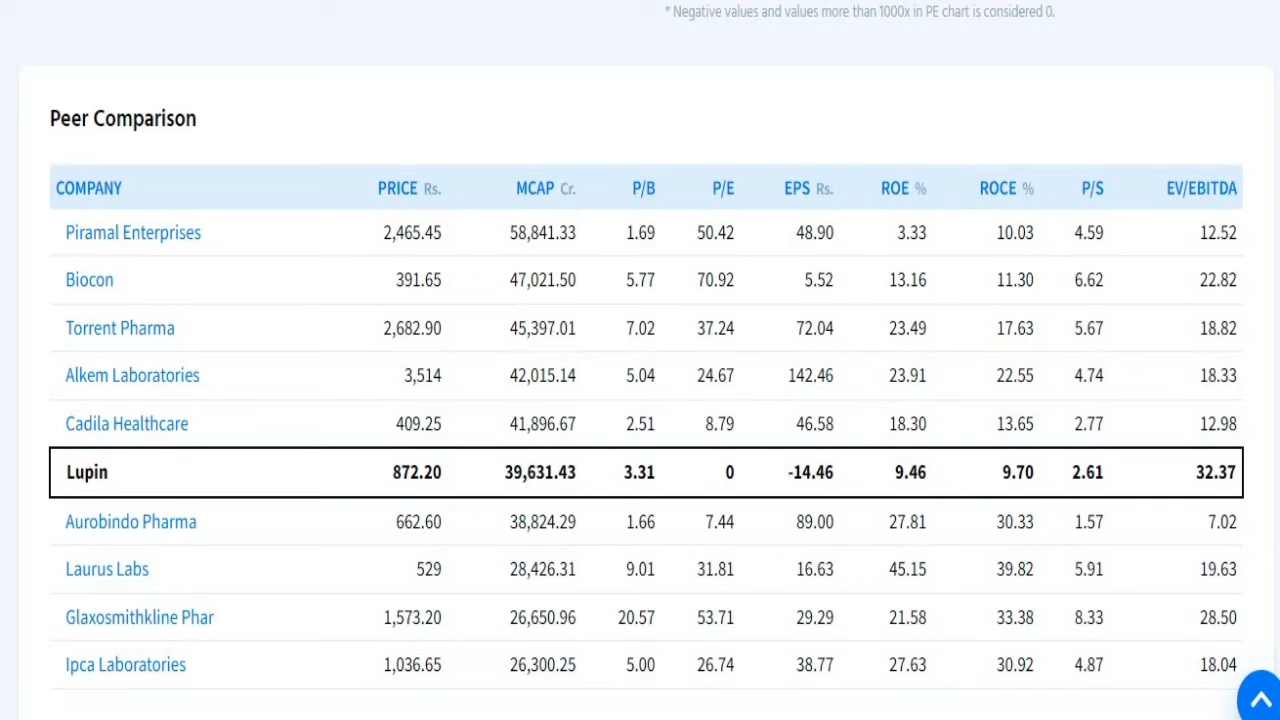 * Negative values and values more than 1000x in PE chart is considered 0.
Peer Comparison
COMPANY PRICE Rs. MCAP Cr. P/B P/E EPS Rs. ROE % ROCE % P/S EV/EBITDA
Piramal Enterprises 2,465.45 58,841.33 1.69 50.42 48.90 3.33 10.03 4.59 12.52
Biocon 391.65 47,021.50 5.77 70.92 5.52 13.16 11.30 6.62 22.82
Torrent Pharma 2,682.90 45,397.01 7.02 37.24 72.04 23.49 17.63 5.67 18.82
Alkem Laboratories 3,514 42,015.14 5.04 24.67 142.46 23.91 22.55 4.74 18.33
Cadila Healthcare 409.25 41,896.67 2.51 8.79 46.58 18.30 13.65 2.77 12.98
Lupin 872.20 39,631.43 3.31 0 -14.46 9.46 9.70 2.61 32.37
Aurobindo Pharma 662.60 38,824.29 1.66 7.44 89.00 27.81 30.33 1.57 7.02
Laurus Labs 529 28,426.31 9.01 31.81 16.63 45.15 39.82 5.91 19.63
Glaxosmithkline Phar 1,573.20 26,650.96 20.57 53.71 29.29 21.58 33.38 8.33 28.50
Ipca Laboratories 1,036.65 26,300.25 5.00 26.74 38.77 27.63 30.92 4.87 18.04